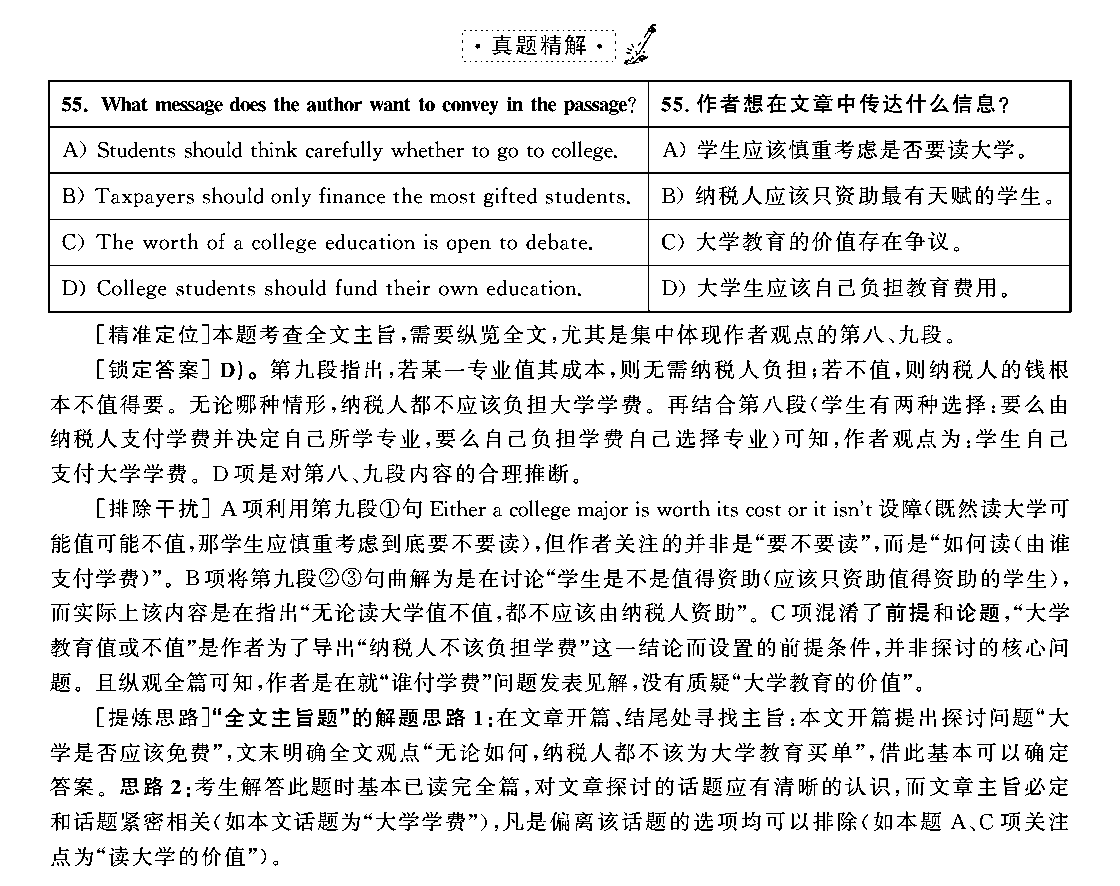 ·真题精解·
55. What message does the author want to convey in the passage? 55. 作者想在文章中传达什么信息？
A) Students should think carefully whether to go to college. A) 学生应该慎重考虑是否要读大学。
B) Taxpayers should only finance the most gifted students. B) 纳税人应该只资助最有天赋的学生。
C) The worth of a college education is open to debate. C) 大学教育的价值存在争议。
D) College students should fund their own education. D) 大学生应该自己负担教育费用。
[精准定位]本题考查全文主旨,需要纵览全文,尤其是集中体现作者观点的第八、九段。
[锁定答案] D)。第九段指出,若某一专业值其成本,则无需纳税人负担;若不值,则纳税人的钱根
本不值得要。无论哪种情形,纳税人都不应该负担大学学费。再结合第八段(学生有两种选择:要么由
纳税人支付学费并决定自己所学专业,要么自己负担学费自己选择专业)可知,作者观点为:学生自己
支付大学学费。D 项是对第八、九段内容的合理推断。
[排除干扰] A 项利用第九段①句 Either a college major is worth its cost or it isn't 设障(既然读大学可
能值可能不值,那学生应慎重考虑到底要不要读),但作者关注的并非是“要不要读”,而是“如何读(由谁
支付学费)”。B 项将第九段②③句曲解为是在讨论“学生是不是值得资助(应该只资助值得资助的学生),
而实际上该内容是在指出“无论读大学值不值,都不应该由纳税人资助”。C 项混淆了前提和论题,“大学
教育值或不值”是作者为了导出“纳税人不该负担学费”这一结论而设置的前提条件,并非探讨的核心问
题。且纵观全篇可知,作者是在就“谁付学费”问题发表见解,没有质疑“大学教育的价值”。
[提炼思路]“全文主旨题”的解题思路 1:在文章开篇、结尾处寻找主旨:本文开篇提出探讨问题“大
学是否应该免费”,文末明确全文观点“无论如何,纳税人都不该为大学教育买单”,借此基本可以确定
答案。思路 2:考生解答此题时基本已读完全篇,对文章探讨的话题应有清晰的认识,而文章主旨必定
和话题紧密相关(如本文话题为“大学学费”),凡是偏离该话题的选项均可以排除(如本题 A、C 项关注
点为“读大学的价值”)。